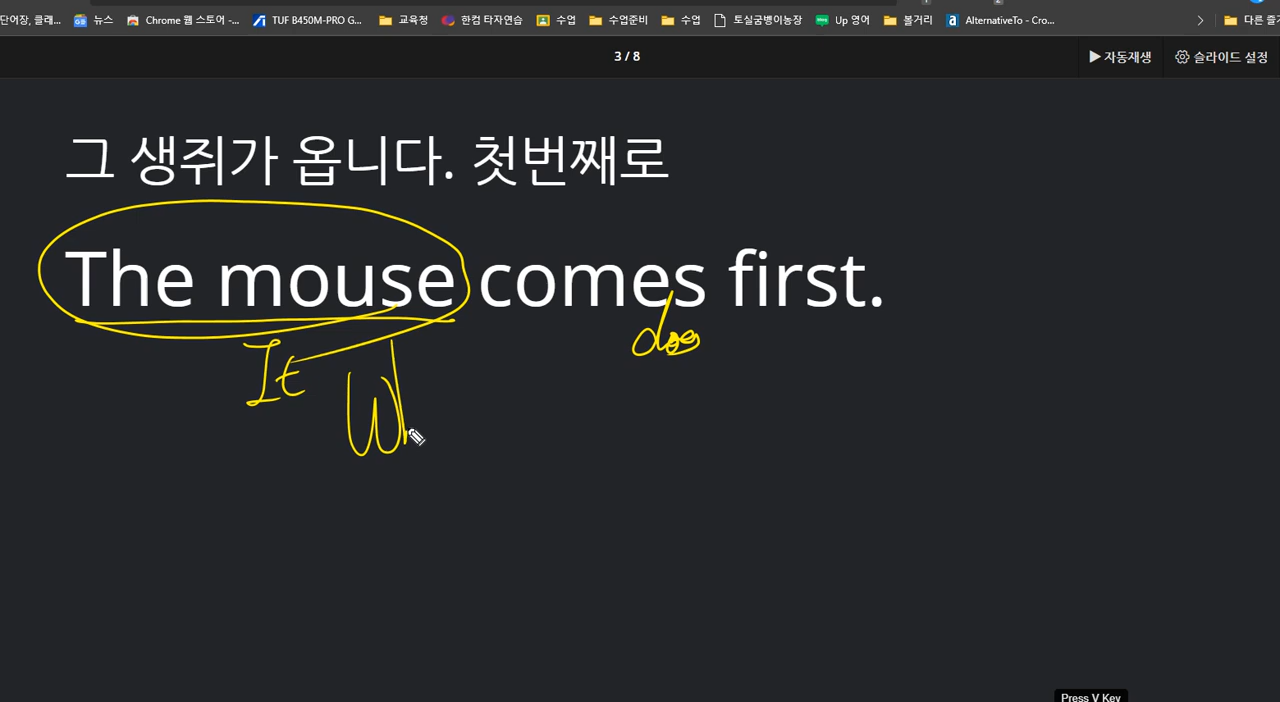 단어장, 클래... 뉴스 Chrome 웹 스토어 -... TUF B450M-PRO G... 교육청 한컴 타자연습 수업 수업준비 수업 토실궁뱅이농장 Up 영어 볼거리 AlternativeTo - Cro... 다른 즐겨
3 / 8 자동재생 슬라이드 설정
그 생쥐가 옵니다. 첫번째로
The mouse comes first.
does
It
W
Press V Key